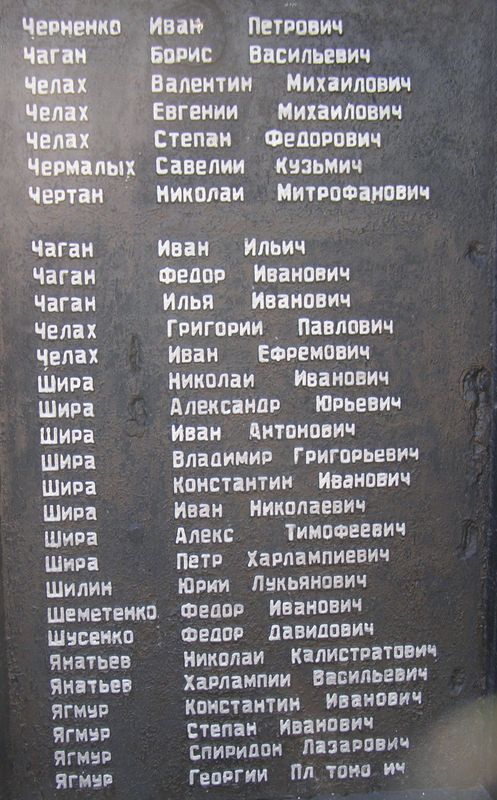 Черненко Иван Петрович
Чаган Борис Васильевич
Челах Валентин Михаилович
Челах Евгении Михаилович
Челах Степан Федорович
Чермалых Савелии Кузьмич
Чертан Николаи Митрофанович
Чаган Иван Ильич
Чаган Федор Иванович
Чаган Илья Иванович
Челах Григории Павлович
Челах Иван Ефремович
Шира Николаи Иванович
Шира Александр Юрьевич
Шира Иван Антонович
Шира Владимир Григорьевич
Шира Константин Иванович
Шира Иван Николаевич
Шира Алекс Тимофеевич
Шира Петр Харлампиевич
Шилин Юрии Лукьянович
Шеметенко Федор Иванович
Шусенко Федор Давидович
Янатьев Николаи Калистратович
Янатьев Харлампии Васильевич
Ягмур Константин Иванович
Ягмур Степан Иванович
Ягмур Спиридон Лазарович
Ягмур Георгии